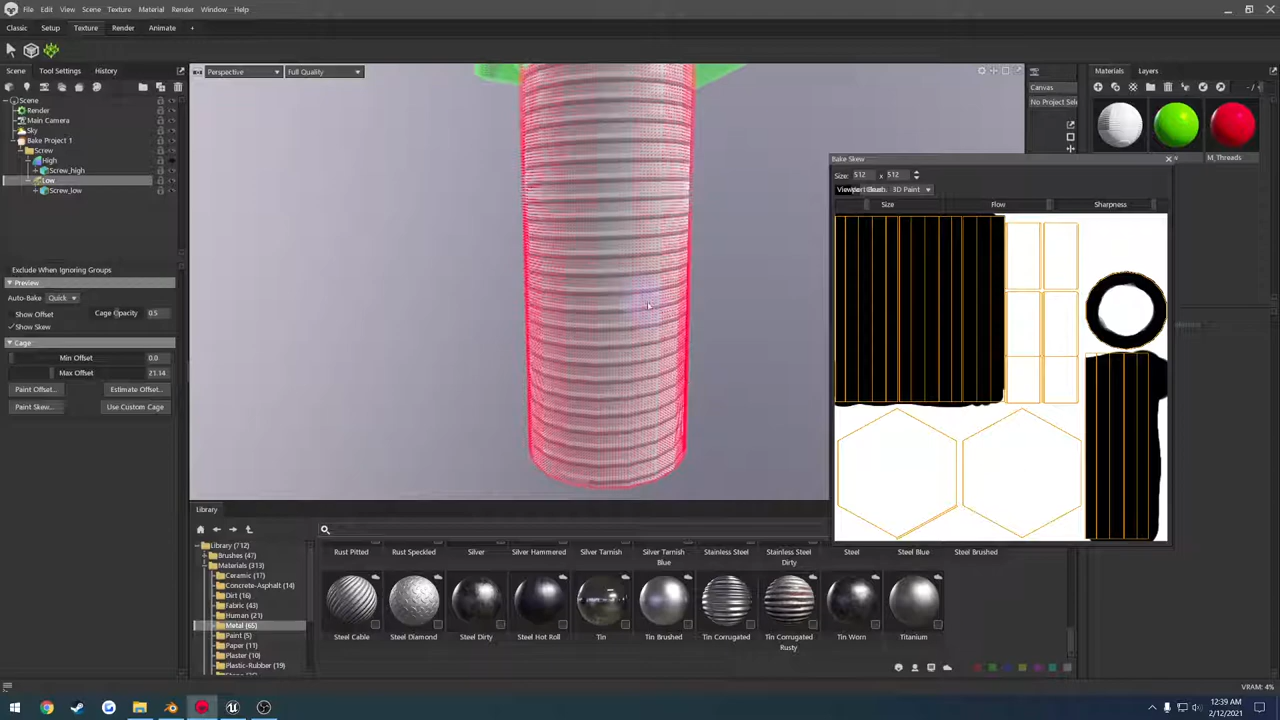 File Edit View Scene Texture Material Render Window Help
Classic Setup Texture Render Animate +
Scene Tool Settings History
Perspective Full Quality
Materials Layers
Canvas
No Project Sel
M_Threads
Scene
Render
Main Camera
Sky
Bake Project 1
Screw
High
Screw_high
Low
Screw_low
Bake Skew
Size: 512 x 512
3D Paint
Size Flow Sharpness
Exclude When Ignoring Groups
Preview
Auto-Bake Quick
Show Offset Cage Opacity 0.5
Show Skew
Cage
Min Offset 0.0
Max Offset 21.14
Paint Offset... Estimate Offset...
Paint Skew... Use Custom Cage
Library
Library (712)
Brushes (47)
Materials (313)
Ceramic (17)
Concrete-Asphalt (14)
Dirt (16)
Fabric (43)
Human (21)
Metal (65)
Paint (5)
Paper (11)
Plaster (10)
Plastic-Rubber (19)
Rust Pitted Rust Speckled Silver Silver Hammered Silver Tarnish Silver Tarnish Blue Stainless Steel Stainless Steel Dirty Steel Steel Blue Steel Brushed
Steel Cable Steel Diamond Steel Dirty Steel Hot Roll Tin Tin Brushed Tin Corrugated Tin Corrugated Rusty Tin Worn Titanium
VRAM: 4%
12:39 AM
2/12/2021